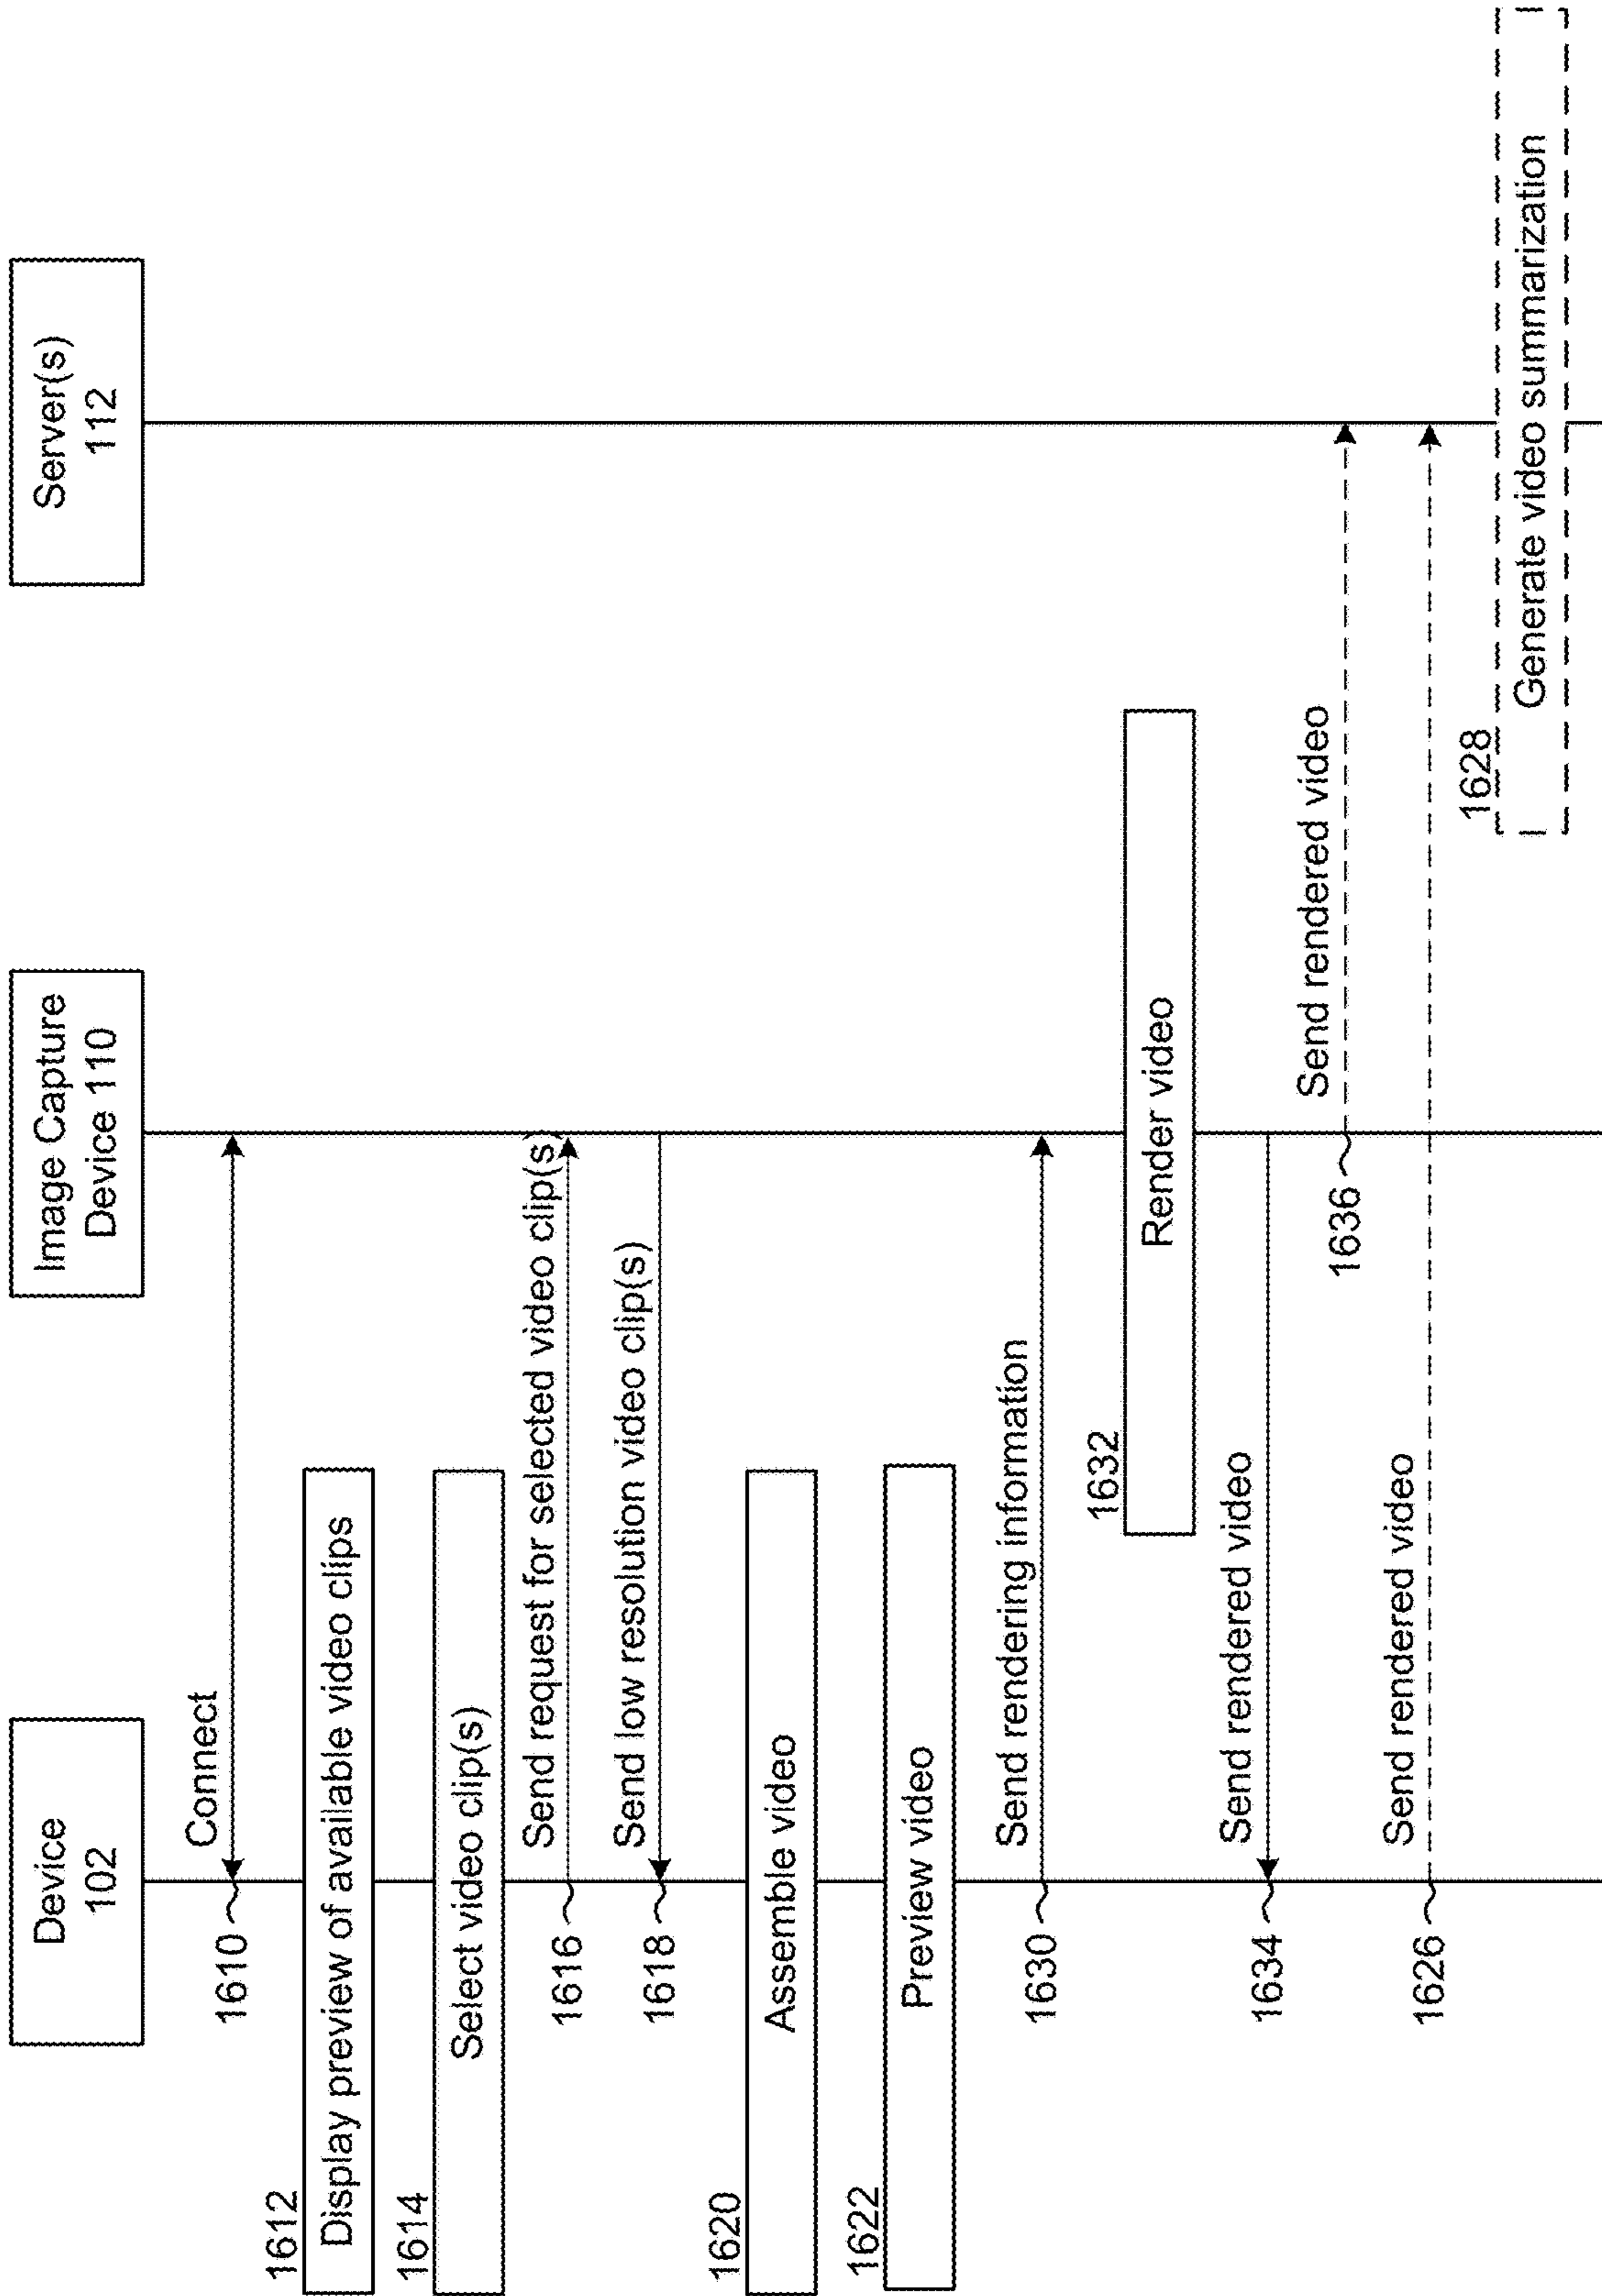 Device
102
Image Capture
Device 110
Server(s)
112
Connect
1610
1612
Display preview of available video clips
1614
Select video clip(s)
Send request for selected video clip(s)
1616
Send low resolution video clip(s)
1618
1620
Assemble video
1622
Preview video
Send rendering information
1630
1632
Render video
Send rendered video
1634
Send rendered video
1636
Send rendered video
1626
1628
Generate video summarization